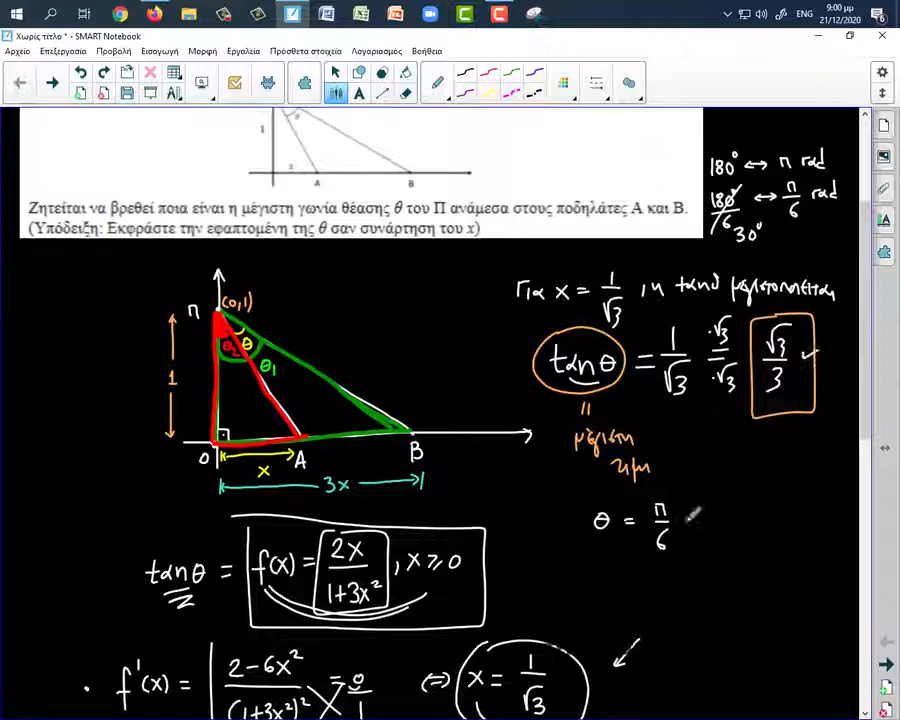 9:00 μμ
ENG
21/12/2020
Χωρίς τίτλο * - SMART Notebook
Αρχείο Επεξεργασία Προβολή Εισαγωγή Μορφή Εργαλεία Πρόσθετα στοιχεία Λογαριασμός Βοήθεια
1
θ
x
A
B
Ζητείται να βρεθεί ποια είναι η μέγιστη γωνία θέασης θ του Π ανάμεσα στους ποδηλάτες Α και Β.
(Υπόδειξη: Εκφράστε την εφαπτομένη της θ σαν συνάρτηση του x)
180° ↔ π rad
180°/6 ↔ π/6 rad
30°
Π (0,1)
θ2 θ
θ1
1
O
A
B
x
3x
Για x = 1/√3 η tanθ μεγιστοποιείται
tanθ = 1/√3 ·√3/·√3 = √3/3
=
μέγιστη
τιμή
θ = π/6
tanθ = f(x) = 2x/1+3x² , x ≥ 0
· f'(x) = 2-6x²/(1+3x²)² = 0/1 ⇔ x = 1/√3